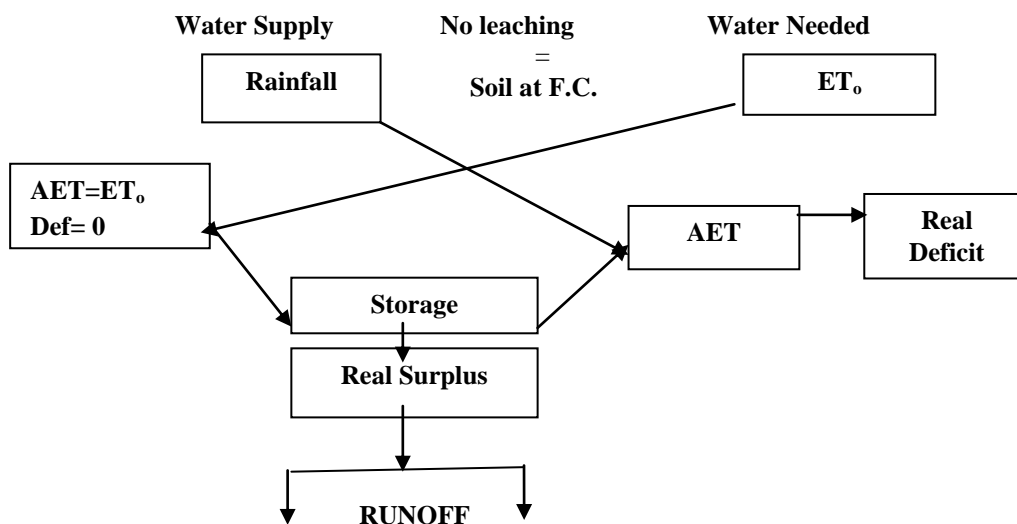 Water Supply No leaching Water Needed
=
Rainfall Soil at F.C. ETₒ
AET=ETₒ
Def= 0
AET Real
Deficit
Storage
Real Surplus
RUNOFF